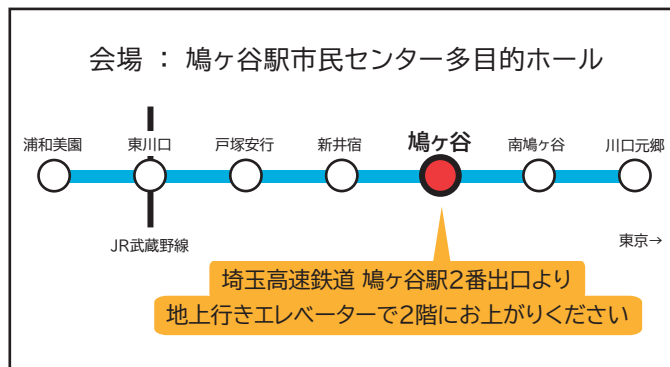 会場 : 鳩ヶ谷駅市民センター多目的ホール
浦和美園 東川口 戸塚安行 新井宿 鳩ヶ谷 南鳩ヶ谷 川口元郷
JR武蔵野線 東京→
埼玉高速鉄道 鳩ヶ谷駅2番出口より
地上行きエレベーターで2階にお上がりください